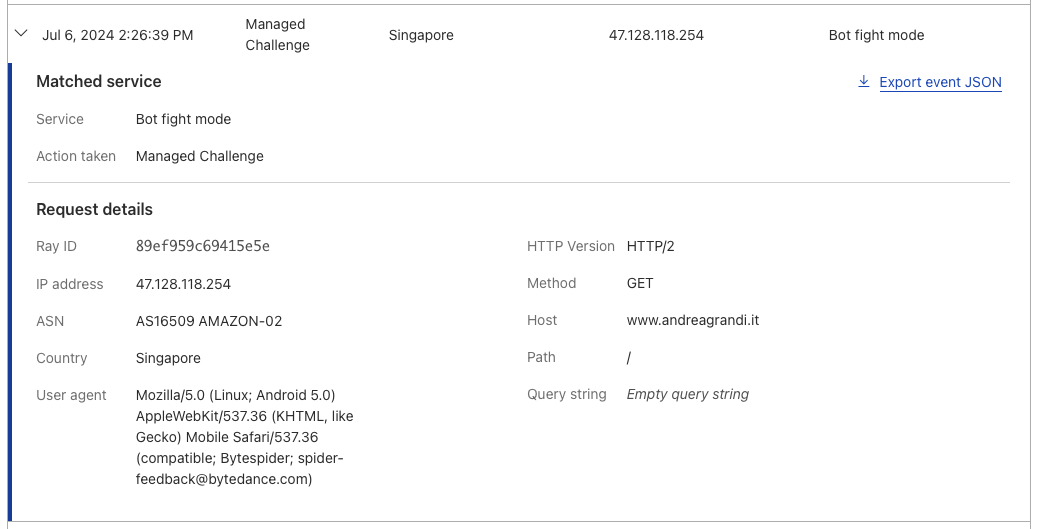 Jul 6, 2024 2:26:39 PM Managed Challenge Singapore 47.128.118.254 Bot fight mode
Matched service Export event JSON
Service Bot fight mode
Action taken Managed Challenge
Request details
Ray ID 89ef959c69415e5e HTTP Version HTTP/2
IP address 47.128.118.254 Method GET
ASN AS16509 AMAZON-02 Host www.andreagrandi.it
Country Singapore Path /
User agent Mozilla/5.0 (Linux; Android 5.0) Query string Empty query string
AppleWebKit/537.36 (KHTML, like
Gecko) Mobile Safari/537.36
(compatible; Bytespider; spider-
feedback@bytedance.com)